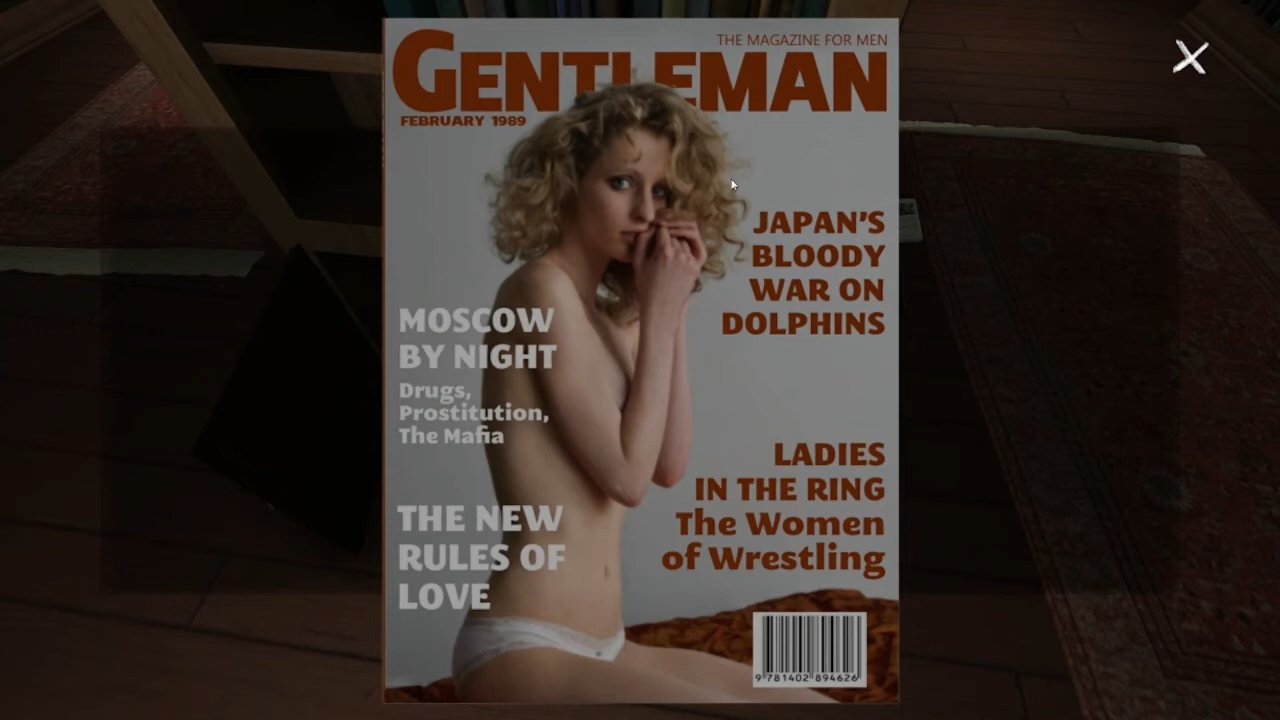 THE MAGAZINE FOR MEN
GENTLEMAN
FEBRUARY 1989
JAPAN'S
BLOODY
WAR ON
DOLPHINS
MOSCOW
BY NIGHT
Drugs,
Prostitution,
The Mafia
LADIES
IN THE RING
The Women
of Wrestling
THE NEW
RULES OF
LOVE
9 781402 894626